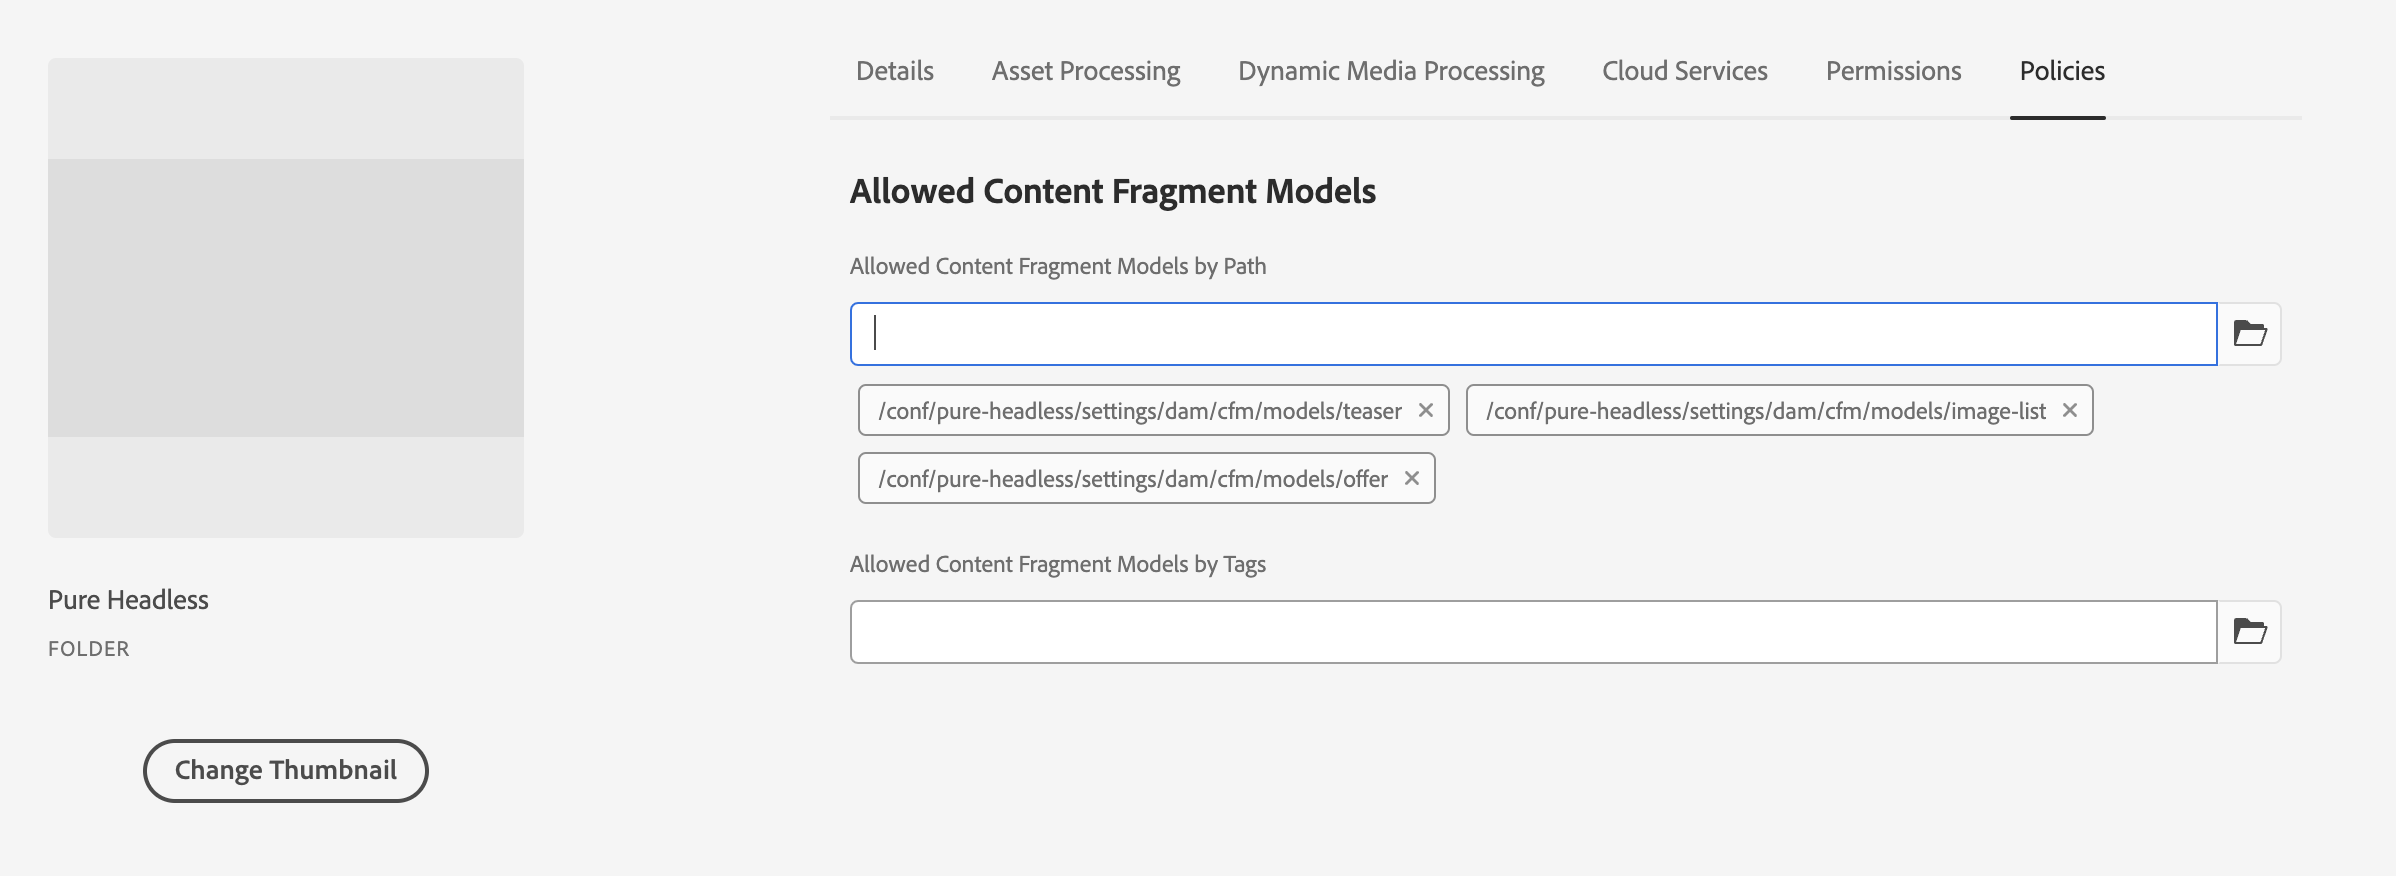 Details Asset Processing Dynamic Media Processing Cloud Services Permissions Policies
Allowed Content Fragment Models
Allowed Content Fragment Models by Path
/conf/pure-headless/settings/dam/cfm/models/teaser /conf/pure-headless/settings/dam/cfm/models/image-list
/conf/pure-headless/settings/dam/cfm/models/offer
Allowed Content Fragment Models by Tags
Pure Headless
FOLDER
Change Thumbnail